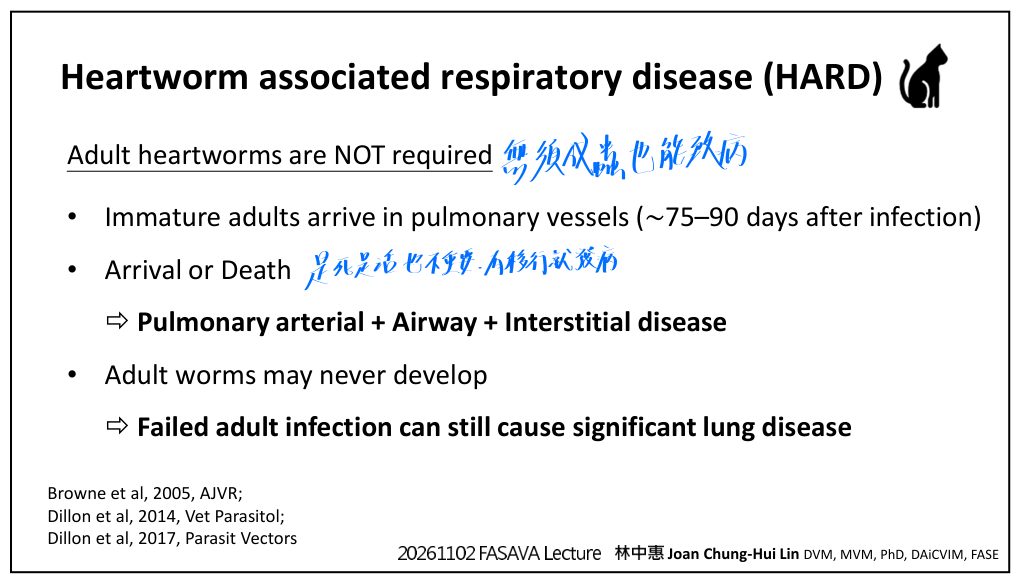 Heartworm associated respiratory disease (HARD)
Adult heartworms are NOT required 無須成蟲也能致病
• Immature adults arrive in pulmonary vessels (~75–90 days after infection)
• Arrival or Death 是死是活也不重要,有移行就發病
⇨ Pulmonary arterial + Airway + Interstitial disease
• Adult worms may never develop
⇨ Failed adult infection can still cause significant lung disease
Browne et al, 2005, AJVR;
Dillon et al, 2014, Vet Parasitol;
Dillon et al, 2017, Parasit Vectors
20261102 FASAVA Lecture 林中惠 Joan Chung-Hui Lin DVM, MVM, PhD, DAiCVIM, FASE